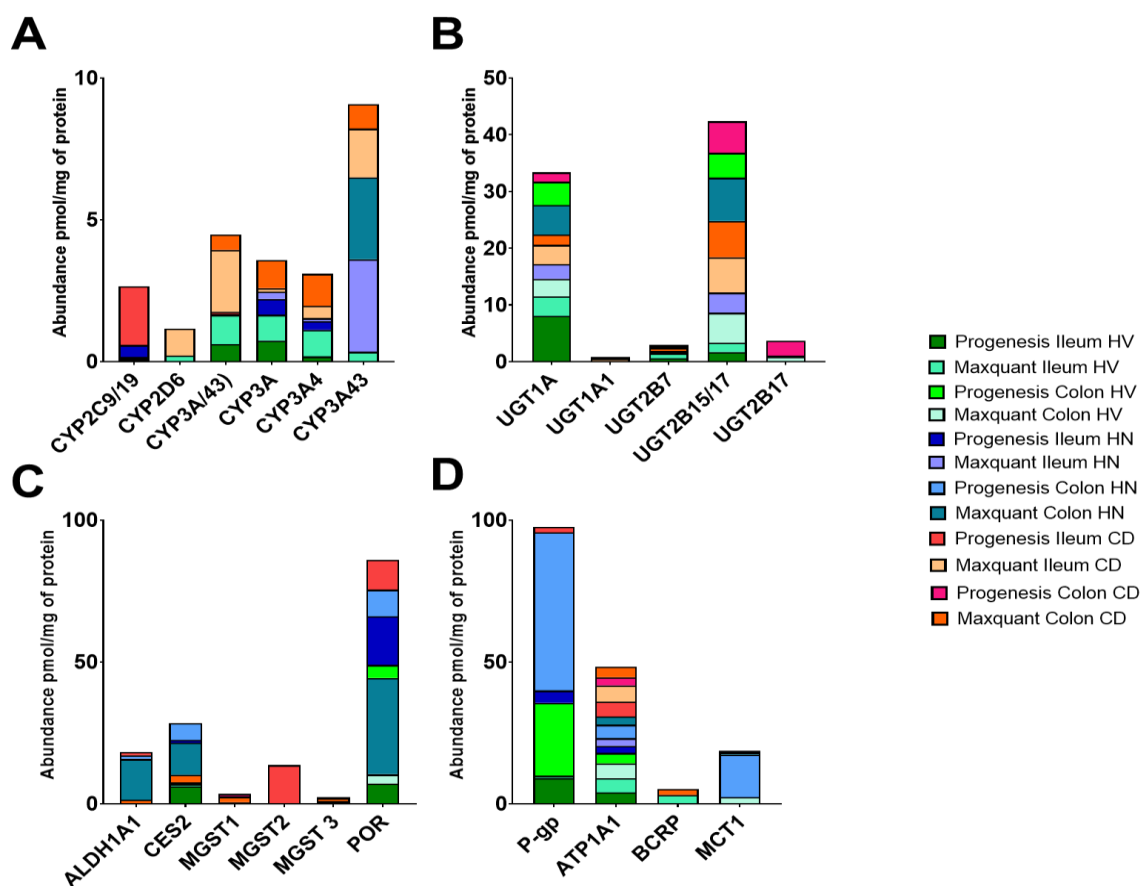 A
Abundance pmol/mg of protein
10
5
0
CYP2C9/19
CYP2D6
CYP3A/43)
CYP3A
CYP3A4
CYP3A43
B
Abundance pmol/mg of protein
50
40
30
20
10
0
UGT1A
UGT1A1
UGT2B7
UGT2B15/17
UGT2B17
C
Abundance pmol/mg of protein
100
50
0
ALDH1A1
CES2
MGST1
MGST2
MGST 3
POR
D
Abundance pmol/mg of protein
100
50
0
P-gp
ATP1A1
BCRP
MCT1
Progenesis Ileum HV
Maxquant Ileum HV
Progenesis Colon HV
Maxquant Colon HV
Progenesis Ileum HN
Maxquant Ileum HN
Progenesis Colon HN
Maxquant Colon HN
Progenesis Ileum CD
Maxquant Ileum CD
Progenesis Colon CD
Maxquant Colon CD